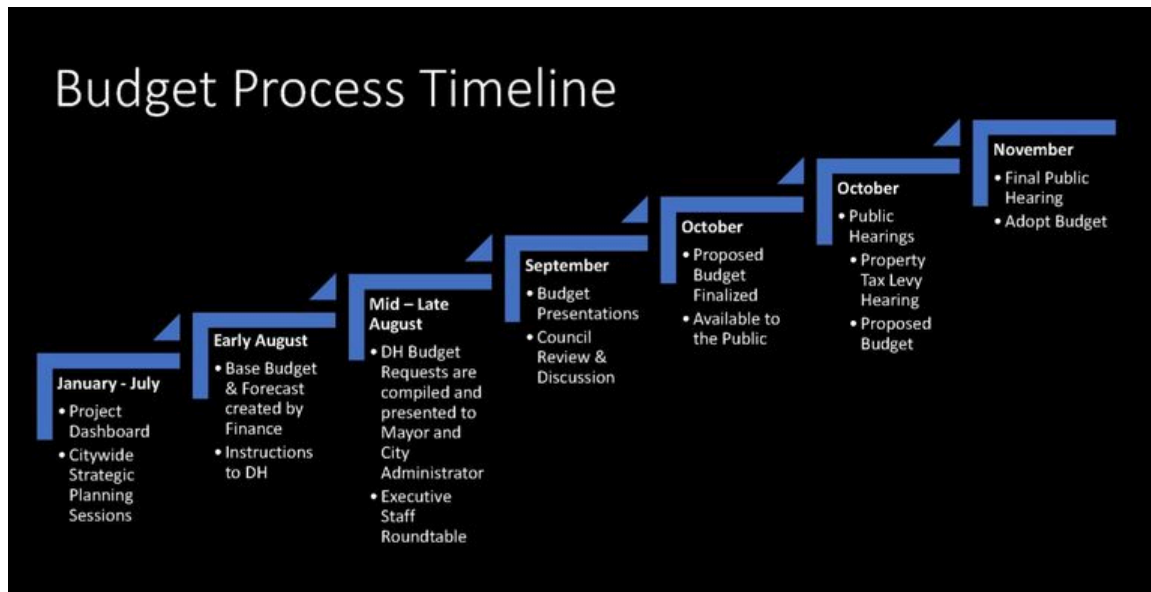 Budget Process Timeline
January - July
• Project
Dashboard
• Citywide
Strategic
Planning
Sessions
Early August
• Base Budget
& Forecast
created by
Finance
• Instructions
to DH
Mid – Late
August
• DH Budget
Requests are
compiled and
presented to
Mayor and
City
Administrator
• Executive
Staff
Roundtable
September
• Budget
Presentations
• Council
Review &
Discussion
October
• Proposed
Budget
Finalized
• Available to
the Public
October
• Public
Hearings
• Property
Tax Levy
Hearing
• Proposed
Budget
November
• Final Public
Hearing
• Adopt Budget